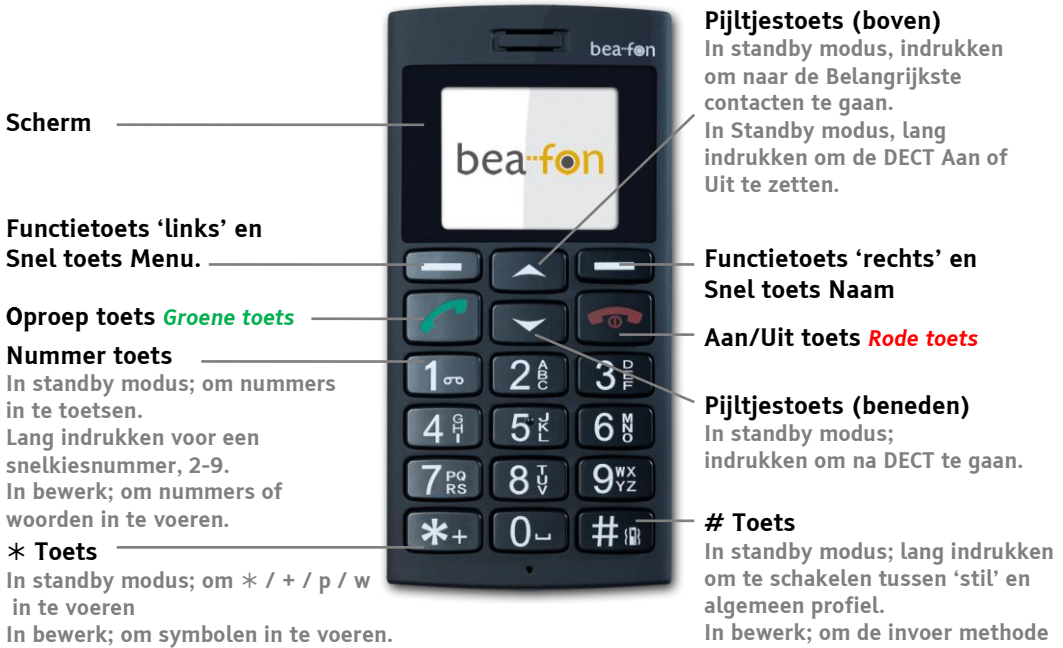 Scherm
Functietoets ‘links’ en
Snel toets Menu.
Oproep toets Groene toets
Nummer toets
In standby modus; om nummers
in te toetsen.
Lang indrukken voor een
snelkiesnummer, 2-9.
In bewerk; om nummers of
woorden in te voeren.
* Toets
In standby modus; om * / + / p / w
in te voeren
In bewerk; om symbolen in te voeren.
bea-fon
bea-fon
1
2 ABC
3 DEF
4 GHI
5 JKL
6 MNO
7 PQRS
8 TUV
9 WXYZ
*+
0
#
Pijltjestoets (boven)
In standby modus, indrukken
om naar de Belangrijkste
contacten te gaan.
In Standby modus, lang
indrukken om de DECT Aan of
Uit te zetten.
Functietoets ‘rechts’ en
Snel toets Naam
Aan/Uit toets Rode toets
Pijltjestoets (beneden)
In standby modus;
indrukken om na DECT te gaan.
# Toets
In standby modus; lang indrukken
om te schakelen tussen ‘stil’ en
algemeen profiel.
In bewerk; om de invoer methode